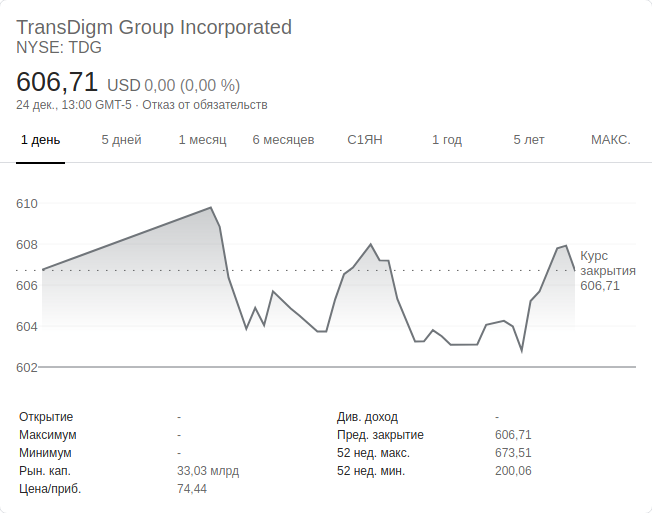 TransDigm Group Incorporated
NYSE: TDG
606,71 USD 0,00 (0,00 %)
24 дек., 13:00 GMT-5 · Отказ от обязательств
1 день 5 дней 1 месяц 6 месяцев С1ЯН 1 год 5 лет МАКС.
610
608
606
604
602
Курс
закрытия
606,71
Открытие - Див. доход -
Максимум - Пред. закрытие 606,71
Минимум - 52 нед. макс. 673,51
Рын. кап. 33,03 млрд 52 нед. мин. 200,06
Цена/приб. 74,44